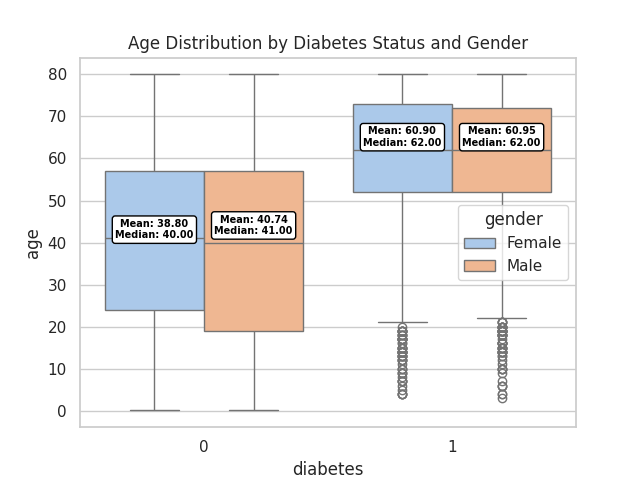 Age Distribution by Diabetes Status and Gender
80
70
60
50
40
30
20
10
0
age
Mean: 38.80
Median: 40.00
Mean: 40.74
Median: 41.00
Mean: 60.90
Median: 62.00
Mean: 60.95
Median: 62.00
gender
Female
Male
0
1
diabetes